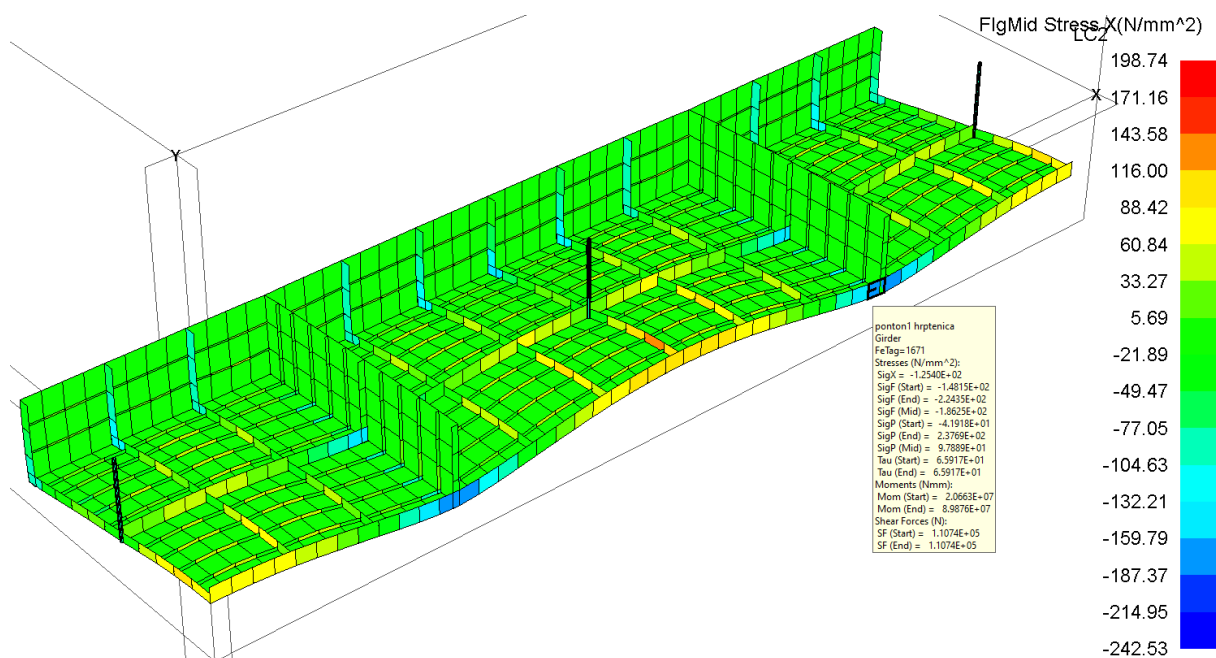 FlgMid Stress X(N/mm^2)
LC2
198.74
171.16
143.58
116.00
88.42
60.84
33.27
5.69
-21.89
-49.47
-77.05
-104.63
-132.21
-159.79
-187.37
-214.95
-242.53
X
Y
ponton1 hrptenica
Girder
FeTag=1671
Stresses (N/mm^2):
SigX = -1.2540E+02
SigF (Start) = -1.4815E+02
SigF (End) = -2.2435E+02
SigF (Mid) = -1.8625E+02
SigP (Start) = -4.1918E+01
SigP (End) = 2.3769E+02
SigP (Mid) = 9.7889E+01
Tau (Start) = 6.5917E+01
Tau (End) = 6.5917E+01
Moments (Nmm):
Mom (Start) = 2.0663E+07
Mom (End) = 8.9876E+07
Shear Forces (N):
SF (Start) = 1.1074E+05
SF (End) = 1.1074E+05